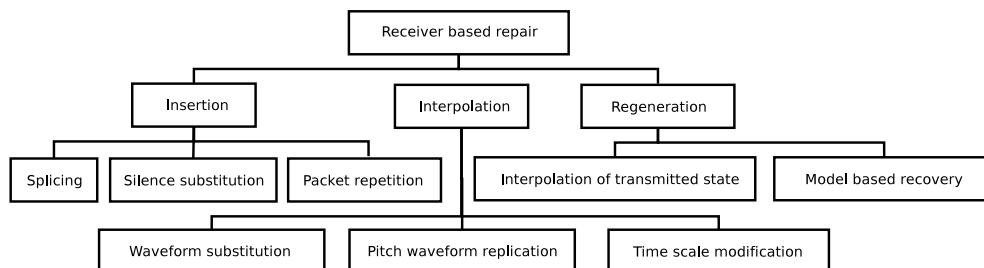 Receiver based repair
Insertion
Interpolation
Regeneration
Splicing
Silence substitution
Packet repetition
Interpolation of transmitted state
Model based recovery
Waveform substitution
Pitch waveform replication
Time scale modification